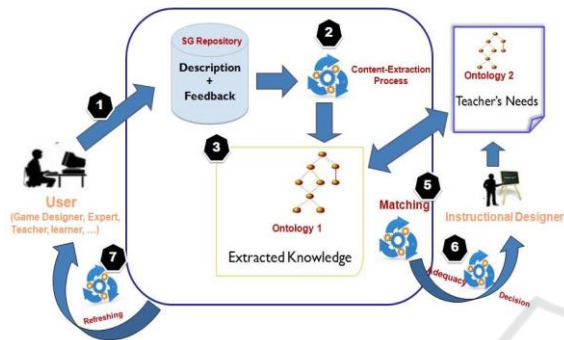 1
2
3
4
5
6
7
SG Repository
Description
+
Feedback
Content-Extraction
Process
Ontology 2
Teacher's Needs
User
(Game Designer, Expert,
Teacher, learner, ...)
Ontology 1
Extracted Knowledge
Matching
Instructional Designer
Adequacy
Decision
Refreshing